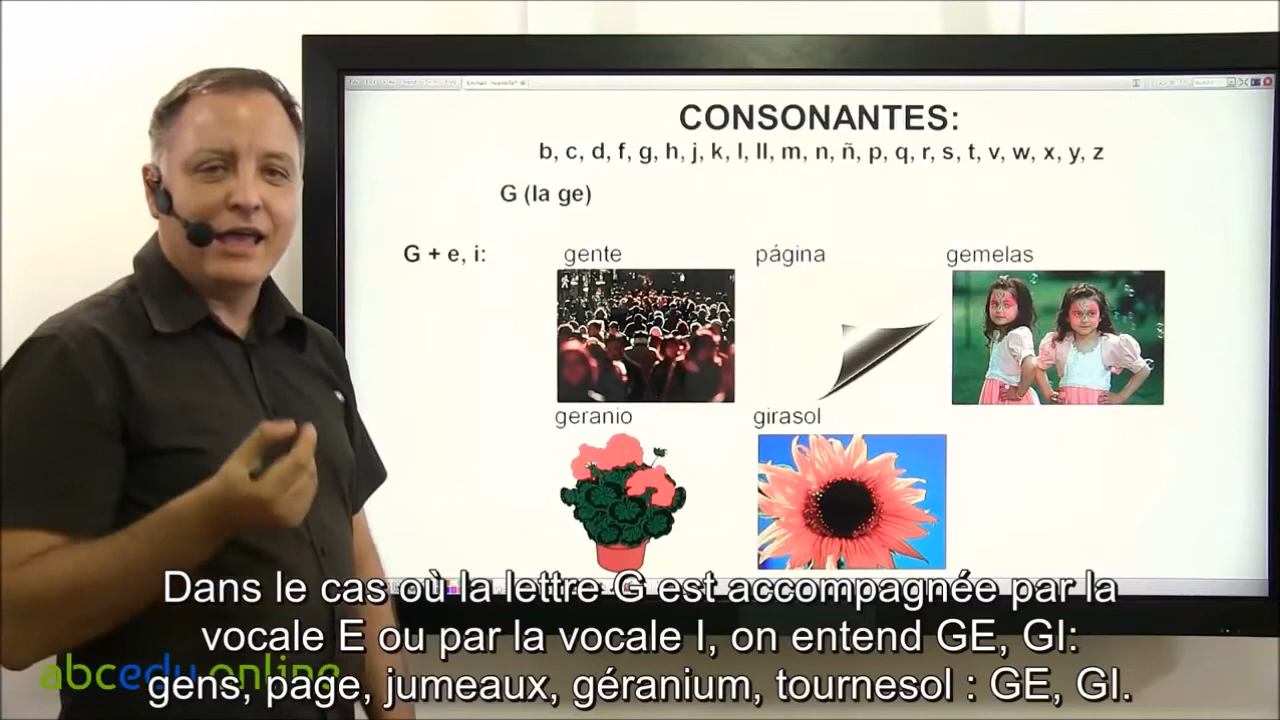 CONSONANTES:
b, c, d, f, g, h, j, k, l, ll, m, n, ñ, p, q, r, s, t, v, w, x, y, z
G (la ge)
G + e, i:
gente
página
gemelas
geranio
girasol
Dans le cas où la lettre G est accompagnée par la
vocale E ou par la vocale I, on entend GE, GI:
abcedu online
gens, page, jumeaux, géranium, tournesol : GE, GI.